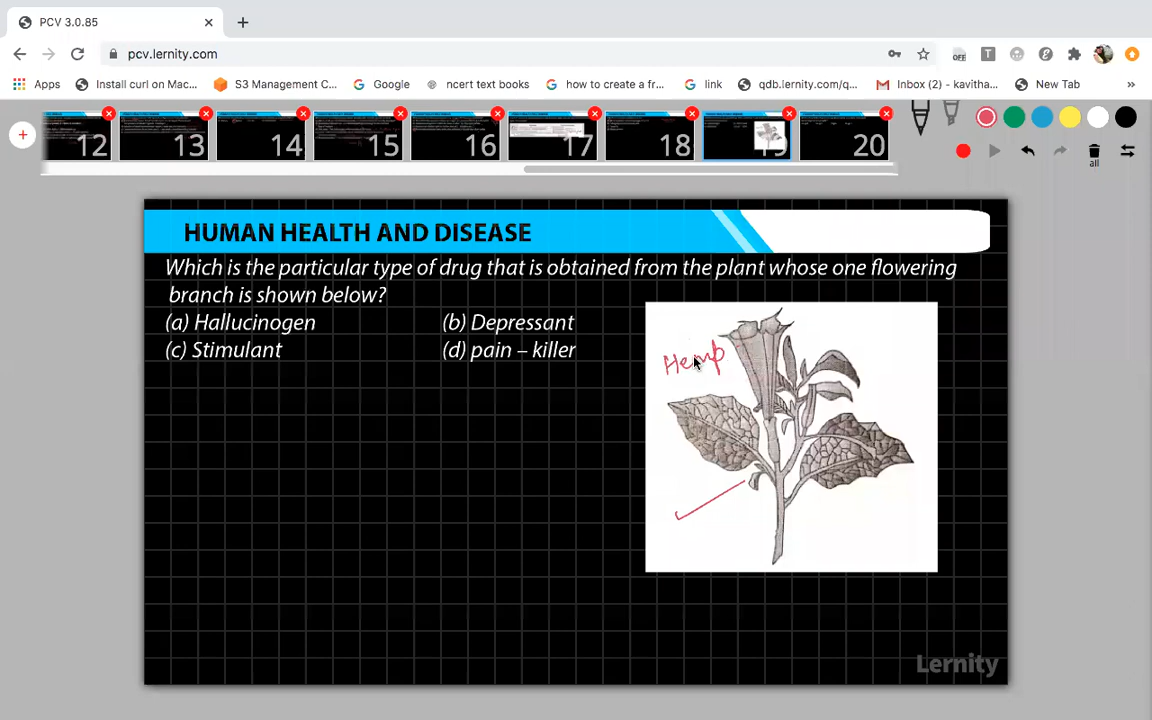 PCV 3.0.85
pcv.lernity.com
OFF
T
Apps
Install curl on Mac...
S3 Management C...
Google
ncert text books
how to create a fr...
link
qdb.lernity.com/q...
Inbox (2) - kavitha...
New Tab
»
12
13
14
15
16
17
18
19
20
all
HUMAN HEALTH AND DISEASE
Which is the particular type of drug that is obtained from the plant whose one flowering
branch is shown below?
(a) Hallucinogen (b) Depressant
(c) Stimulant (d) pain – killer
Hemp
Lernity